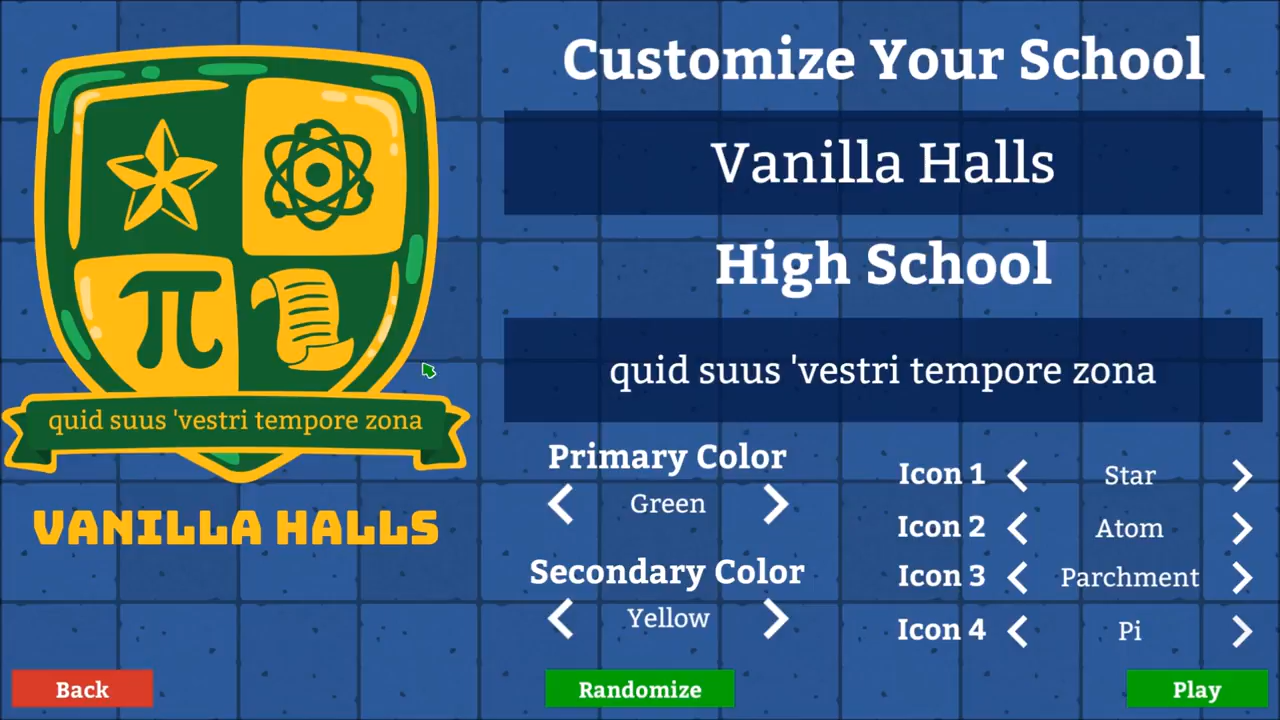 quid suus 'vestri tempore zona
VANILLA HALLS
Customize Your School
Vanilla Halls
High School
quid suus 'vestri tempore zona
Primary Color
Green
Secondary Color
Yellow
Icon 1 Star
Icon 2 Atom
Icon 3 Parchment
Icon 4 Pi
Back
Randomize
Play